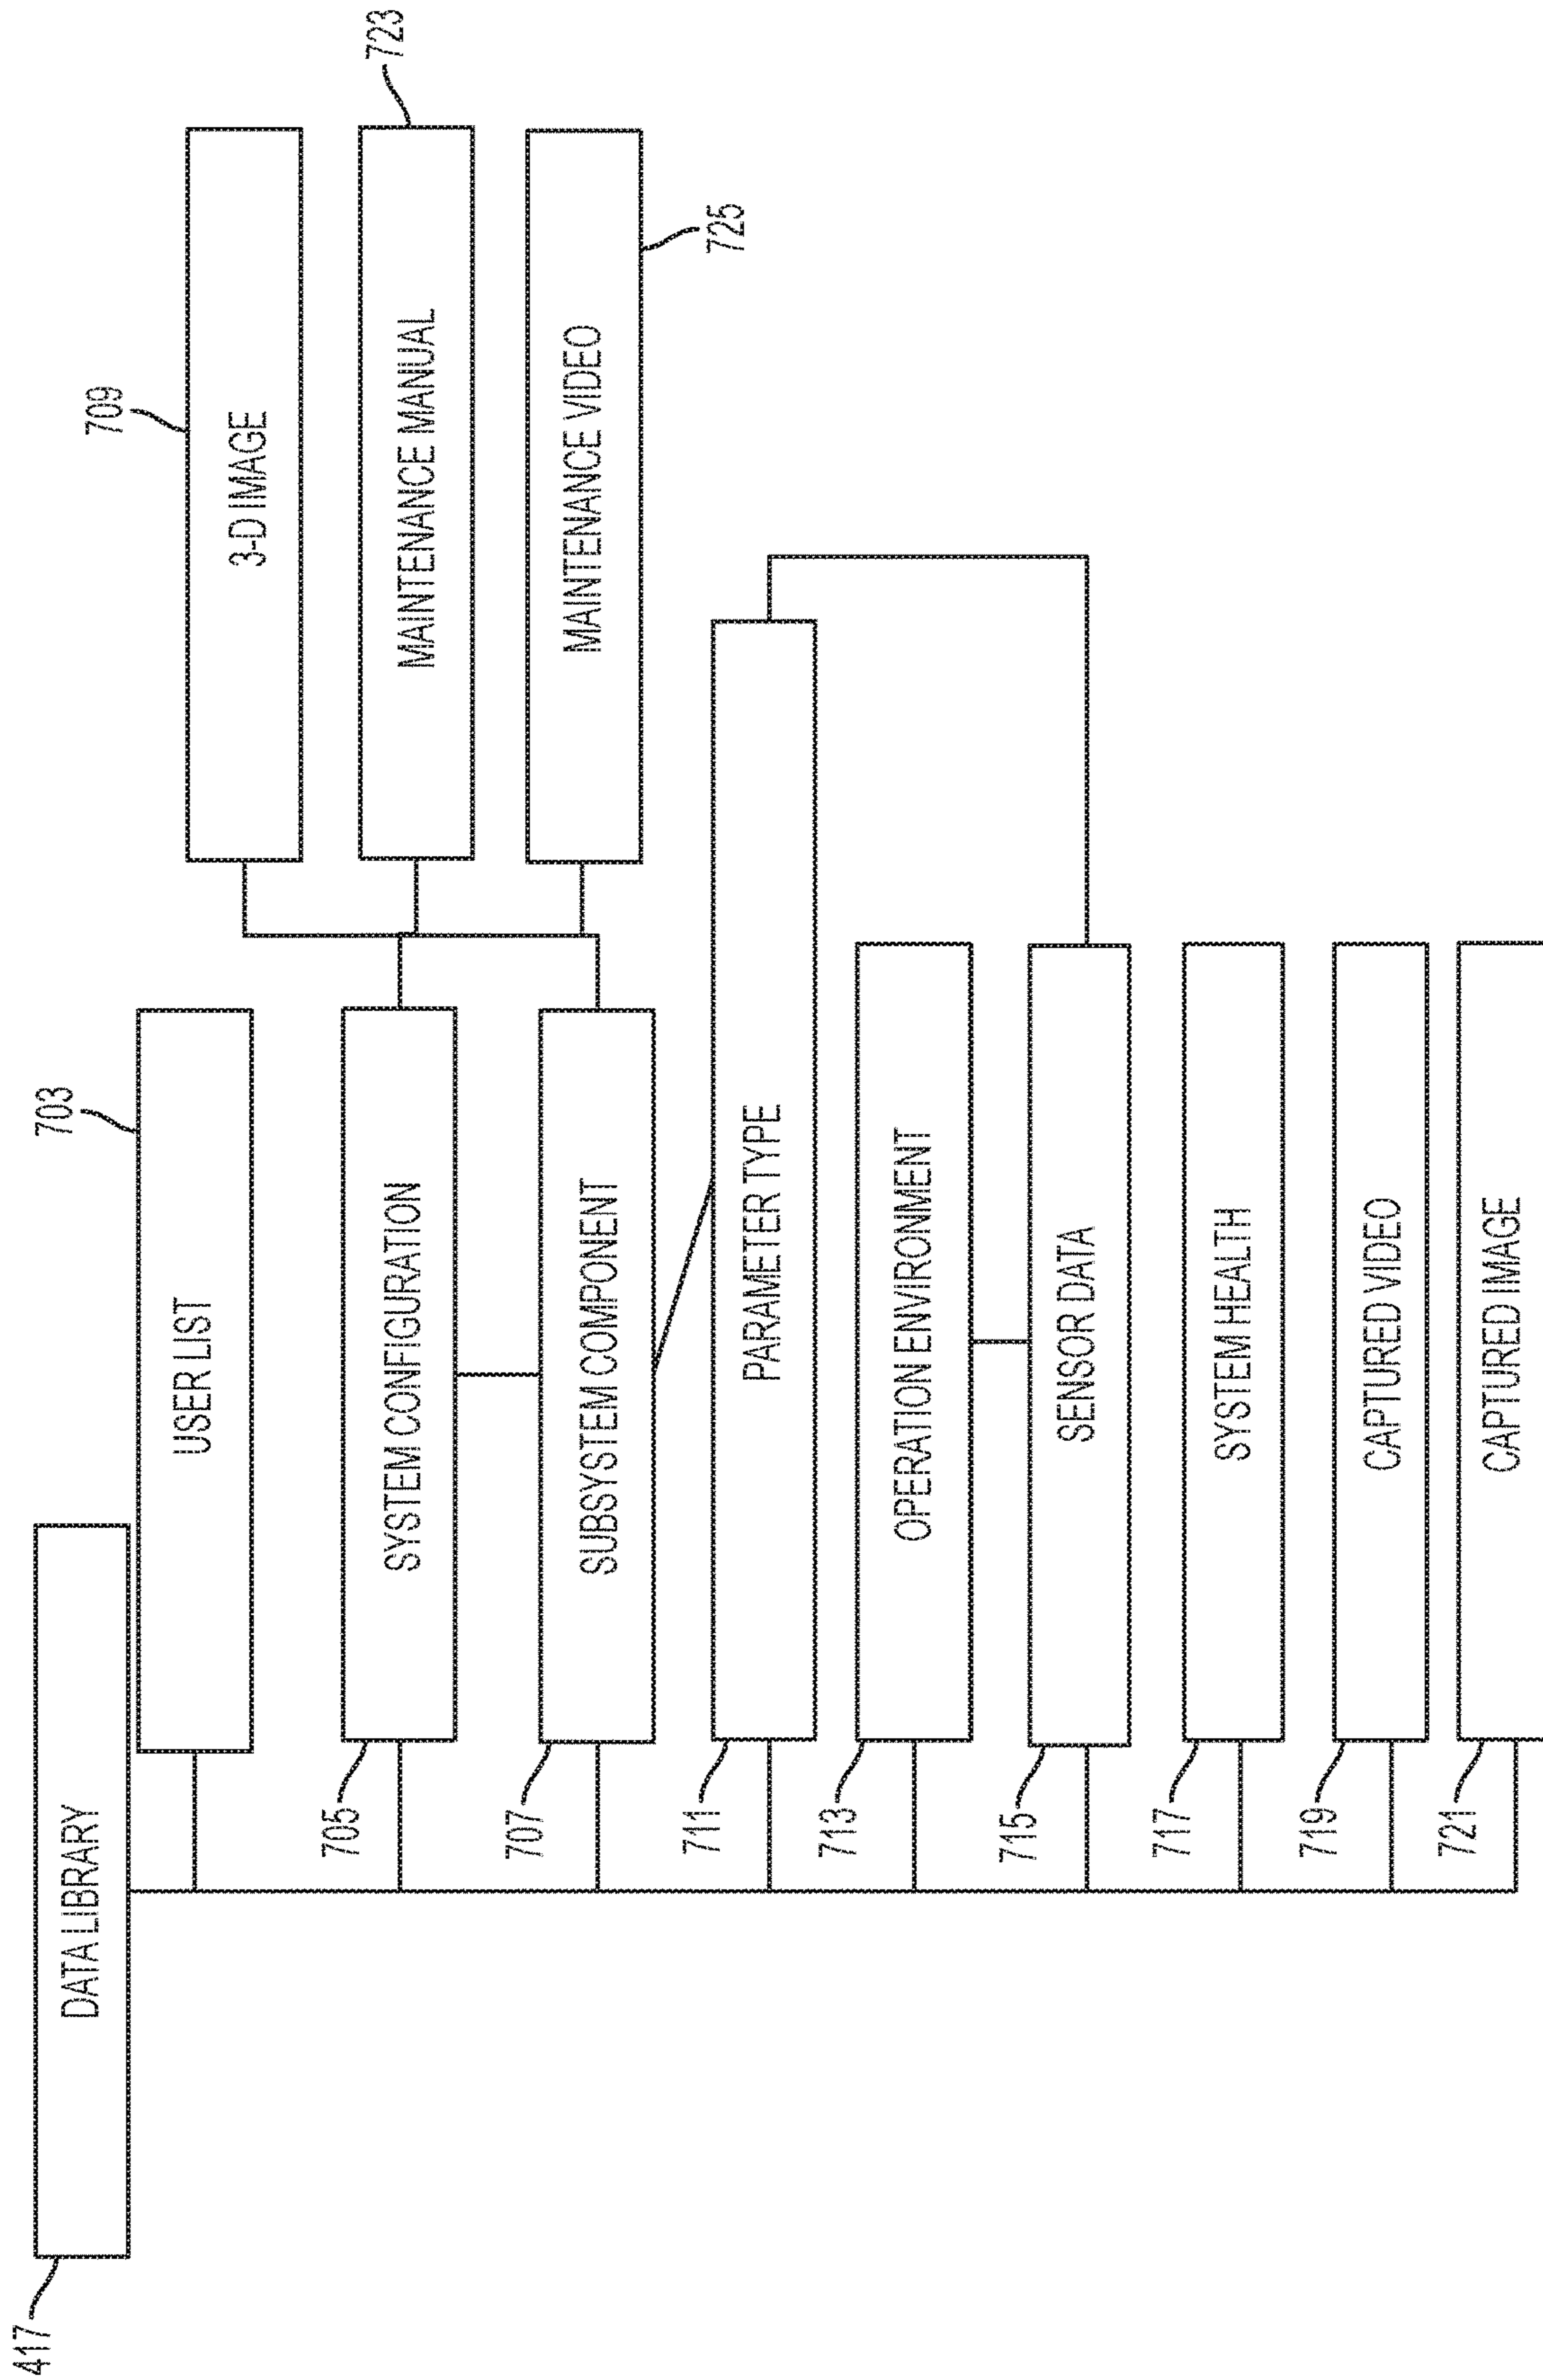 417
DATA LIBRARY
703
USER LIST
705
SYSTEM CONFIGURATION
707
SUBSYSTEM COMPONENT
709
3-D IMAGE
723
MAINTENANCE MANUAL
725
MAINTENANCE VIDEO
711
PARAMETER TYPE
713
OPERATION ENVIRONMENT
715
SENSOR DATA
717
SYSTEM HEALTH
719
CAPTURED VIDEO
721
CAPTURED IMAGE